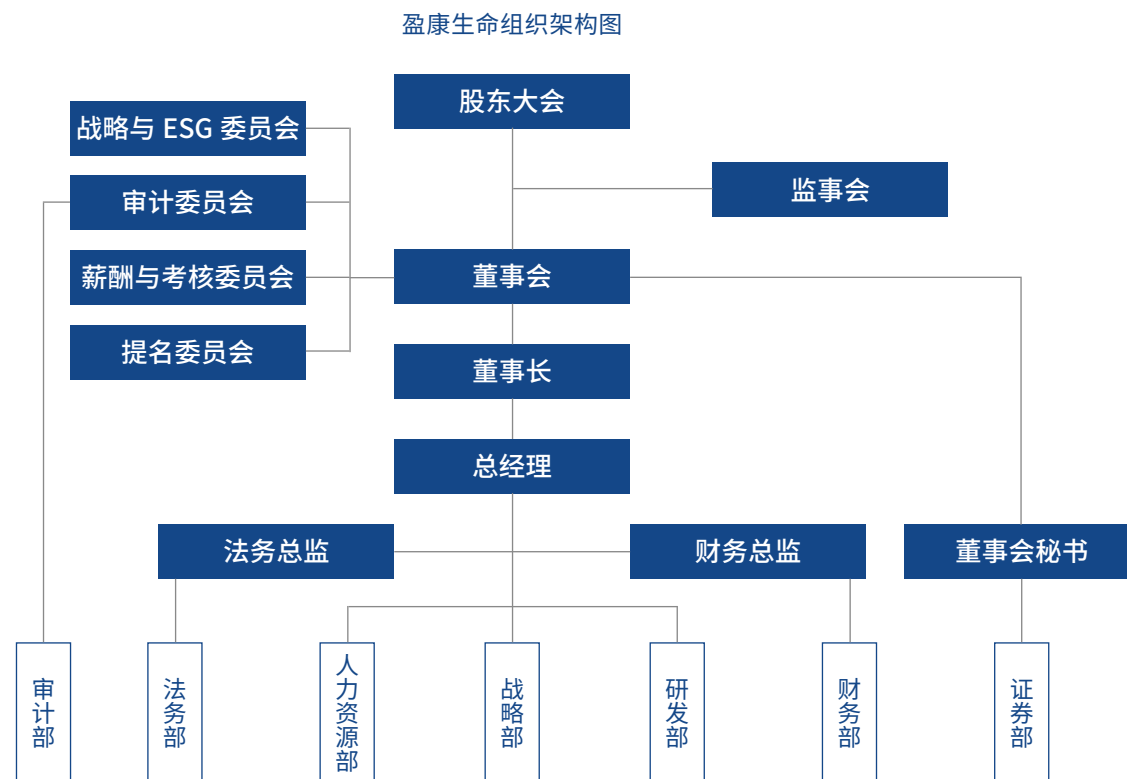 盈康生命组织架构图
股东大会
战略与 ESG 委员会
监事会
审计委员会
董事会
薪酬与考核委员会
提名委员会
董事长
总经理
法务总监
财务总监
董事会秘书
审计部
法务部
人力资源部
战略部
研发部
财务部
证券部